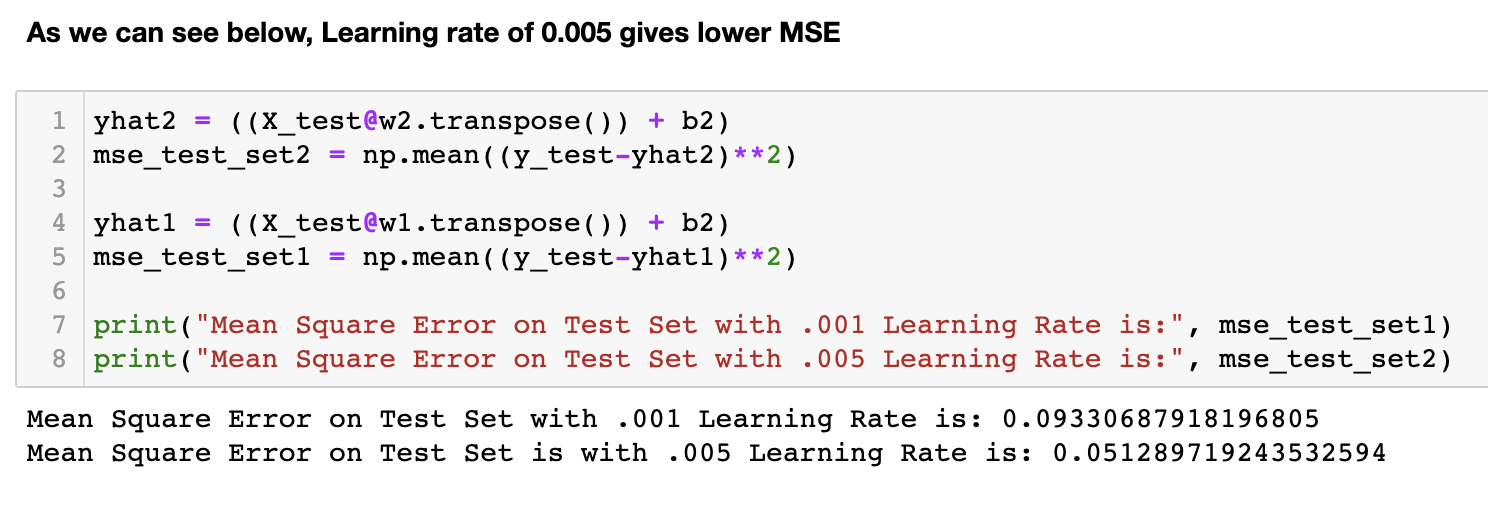 As we can see below, Learning rate of 0.005 gives lower MSE
1 yhat2 = ((X_test@w2.transpose()) + b2)
2 mse_test_set2 = np.mean((y_test-yhat2)**2)
3
4 yhat1 = ((X_test@w1.transpose()) + b2)
5 mse_test_set1 = np.mean((y_test-yhat1)**2)
6
7 print("Mean Square Error on Test Set with .001 Learning Rate is:", mse_test_set1)
8 print("Mean Square Error on Test Set with .005 Learning Rate is:", mse_test_set2)
Mean Square Error on Test Set with .001 Learning Rate is: 0.09330687918196805
Mean Square Error on Test Set is with .005 Learning Rate is: 0.051289719243532594